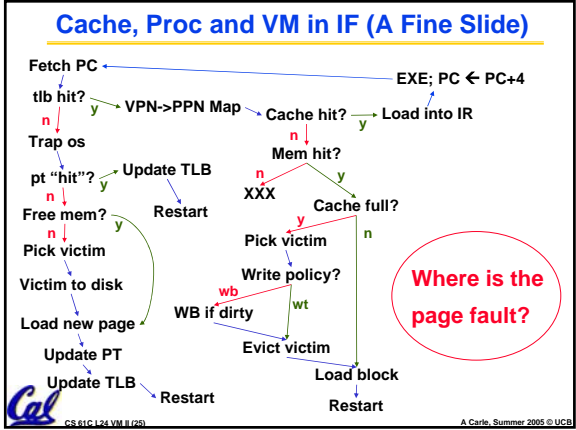 Cache, Proc and VM in IF (A Fine Slide)
Fetch PC
EXE; PC ← PC+4
tlb hit?
y
VPN->PPN Map
Cache hit?
y
Load into IR
n
n
Trap os
Mem hit?
pt "hit"?
y
Update TLB
n
y
XXX
n
Restart
Cache full?
Free mem?
y
y
n
n
Pick victim
Pick victim
Write policy?
Where is the
page fault?
Victim to disk
wb
wt
WB if dirty
Load new page
Evict victim
Update PT
Load block
Update TLB
Restart
Restart
Cal
CS 61C L24 VM II (25)
A Carle, Summer 2005 © UCB